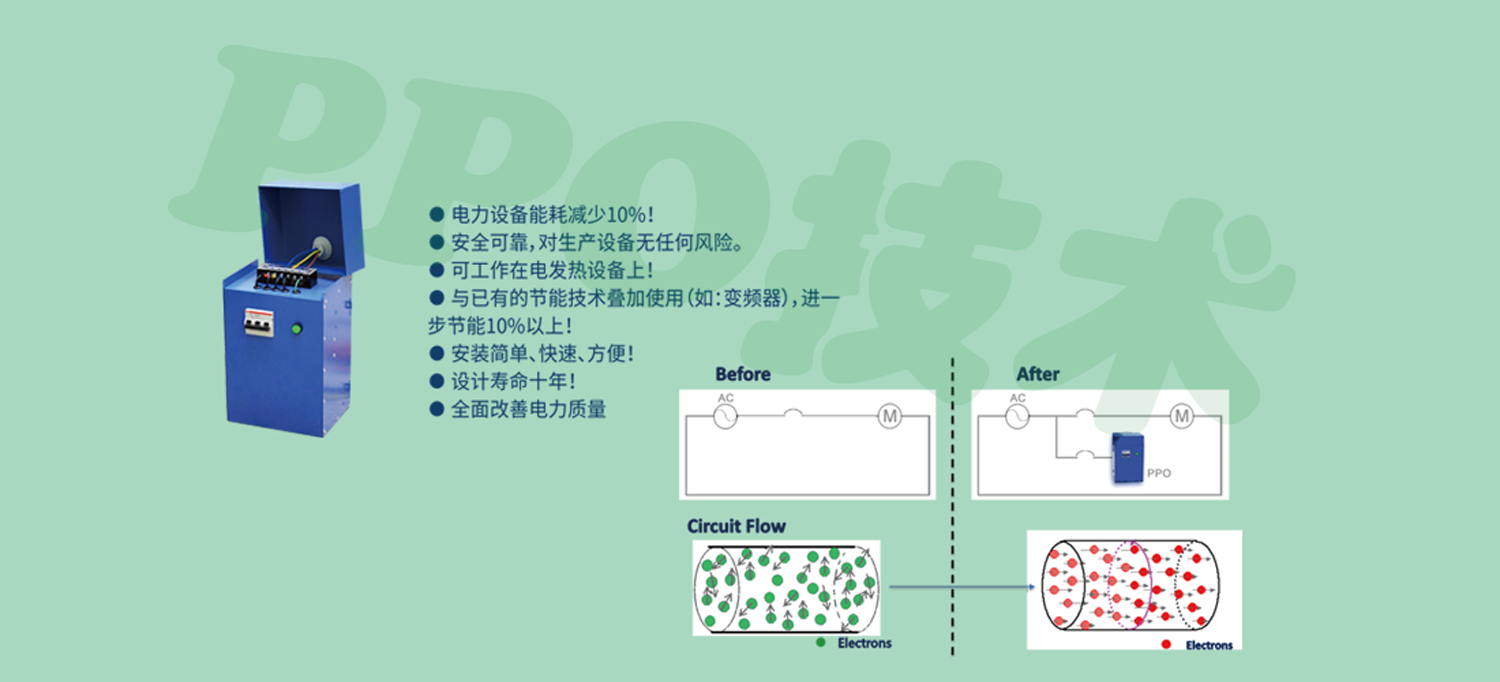 PPO技术
● 电力设备能耗减少10%！
● 安全可靠，对生产设备无任何风险。
● 可工作在电发热设备上！
● 与已有的节能技术叠加使用（如：变频器），进一
步节能10%以上！
● 安装简单、快速、方便！
● 设计寿命十年！
● 全面改善电力质量
Before
After
AC
M
AC
M
PPO
Circuit Flow
Electrons
Electrons